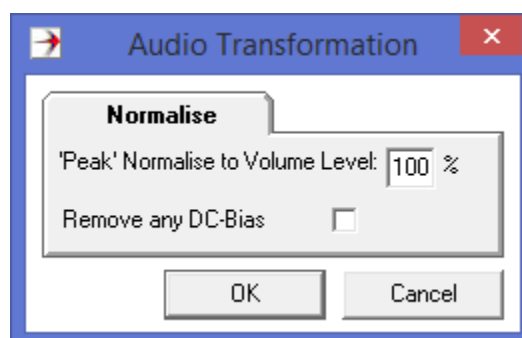 Audio Transformation
Normalise
'Peak' Normalise to Volume Level: 100 %
Remove any DC-Bias
OK Cancel